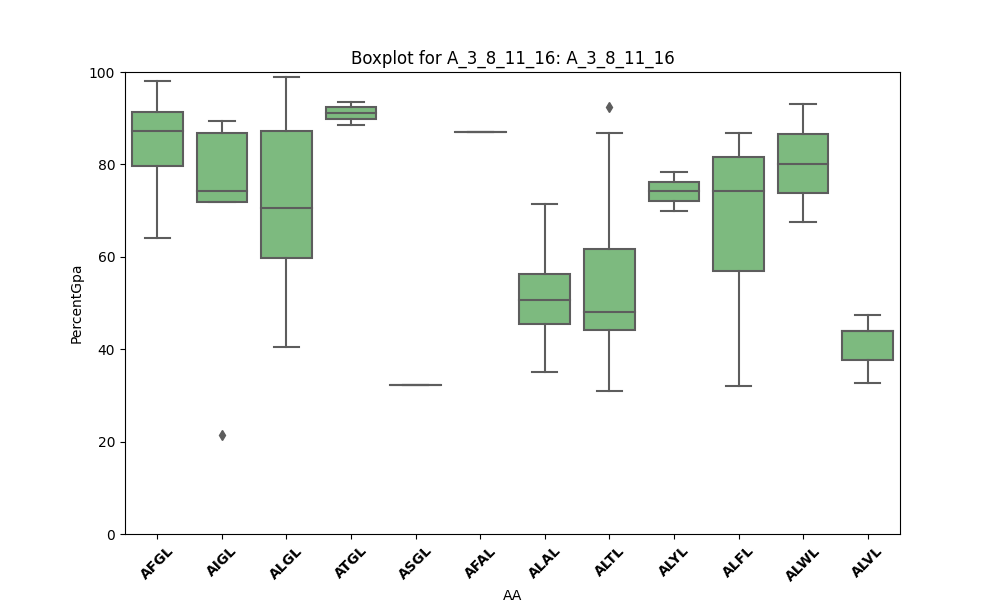 Boxplot for A_3_8_11_16: A_3_8_11_16
100
80
60
40
20
0
PercentGpa
AFGL
AIGL
ALGL
ATGL
ASGL
AFAL
ALAL
ALTL
ALYL
ALFL
ALWL
ALVL
AA